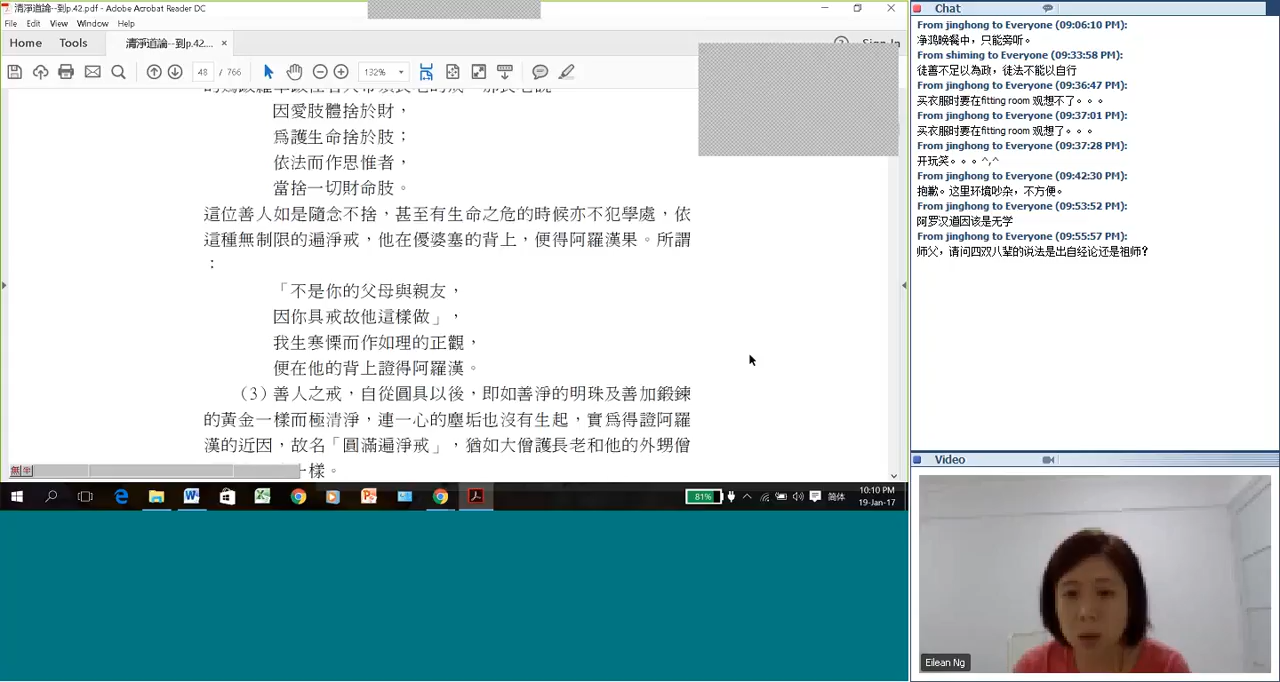 清淨道論--到p.42.pdf - Adobe Acrobat Reader DC
File Edit View Window Help
Home Tools 清淨道論--到p.42.... × Sign In
48 / 766 132%
因愛肢體捨於財，
爲護生命捨於肢；
依法而作思惟者，
當捨一切財命肢。
這位善人如是隨念不捨，甚至有生命之危的時候亦不犯學處，依
這種無制限的遍淨戒，他在優婆塞的背上，便得阿羅漢果。所謂
：
「不是你的父母與親友，
因你具戒故他這樣做」，
我生寒慄而作如理的正觀，
便在他的背上證得阿羅漢。
（3）善人之戒，自從圓具以後，即如善淨的明珠及善加鍛鍊
的黃金一樣而極清淨，連一心的塵垢也沒有生起，實爲得證阿羅
漢的近因，故名「圓滿遍淨戒」，猶如大僧護長老和他的外甥僧
一樣。
81% 简体 10:10 PM
19-Jan-17
Chat
From jinghong to Everyone (09:06:10 PM):
净鸿晚餐中，只能旁听。
From shiming to Everyone (09:33:58 PM):
徒善不足以為政，徒法不能以自行
From jinghong to Everyone (09:36:47 PM):
买衣服时要在fitting room 观想不了。。。
From jinghong to Everyone (09:37:01 PM):
买衣服时要在fitting room 观想了。。。
From jinghong to Everyone (09:37:28 PM):
开玩笑。。。^,^
From jinghong to Everyone (09:42:30 PM):
抱歉。这里环境吵杂，不方便。
From jinghong to Everyone (09:53:52 PM):
阿罗汉道因该是无学
From jinghong to Everyone (09:55:57 PM):
师父，请问四双八辈的说法是出自经论还是祖师？
Video
Eilean Ng